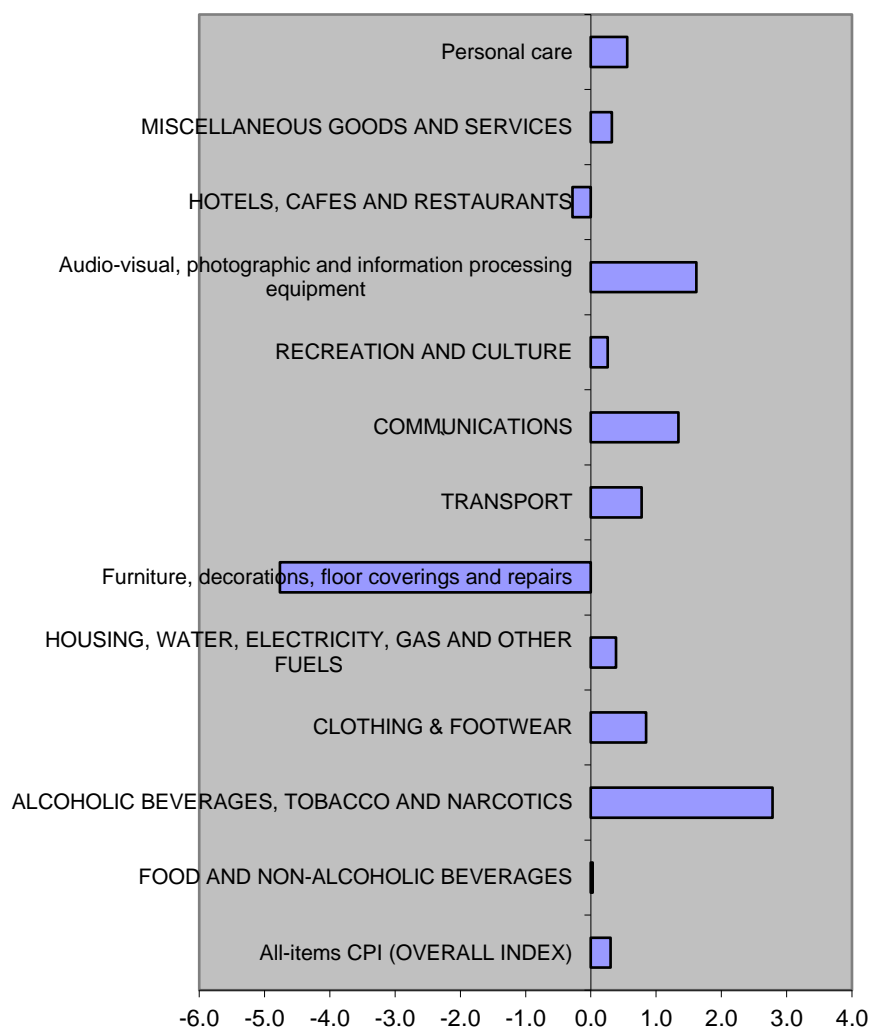 Personal care
MISCELLANEOUS GOODS AND SERVICES
HOTELS, CAFES AND RESTAURANTS
Audio-visual, photographic and information processing
equipment
RECREATION AND CULTURE
COMMUNICATIONS
TRANSPORT
Furniture, decorations, floor coverings and repairs
HOUSING, WATER, ELECTRICITY, GAS AND OTHER
FUELS
CLOTHING & FOOTWEAR
ALCOHOLIC BEVERAGES, TOBACCO AND NARCOTICS
FOOD AND NON-ALCOHOLIC BEVERAGES
All-items CPI (OVERALL INDEX)
-6.0 -5.0 -4.0 -3.0 -2.0 -1.0 0.0 1.0 2.0 3.0 4.0